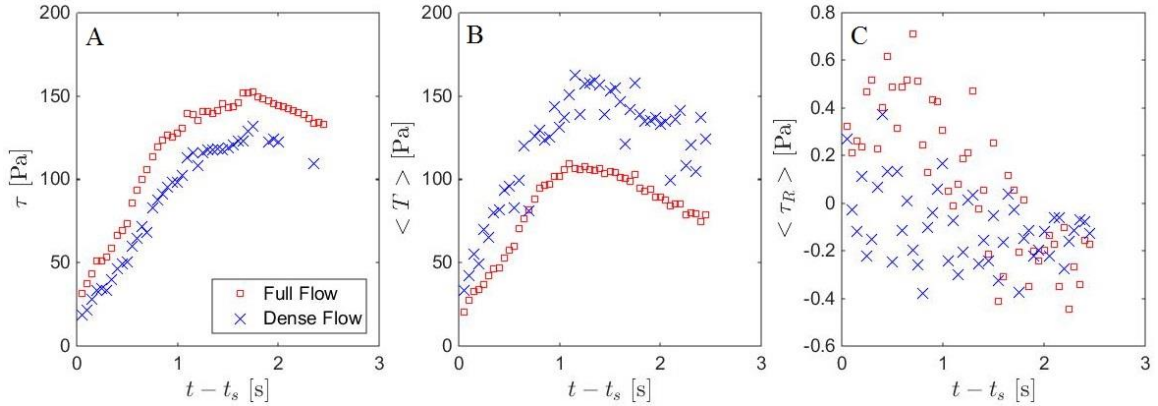 A
200
150
100
50
0
τ [Pa]
0 1 2 3
t − t_s [s]
Full Flow
Dense Flow
B
200
150
100
50
0
< T > [Pa]
0 1 2 3
t − t_s [s]
C
0.8
0.6
0.4
0.2
0
-0.2
-0.4
-0.6
< τ_R > [Pa]
0 1 2 3
t − t_s [s]